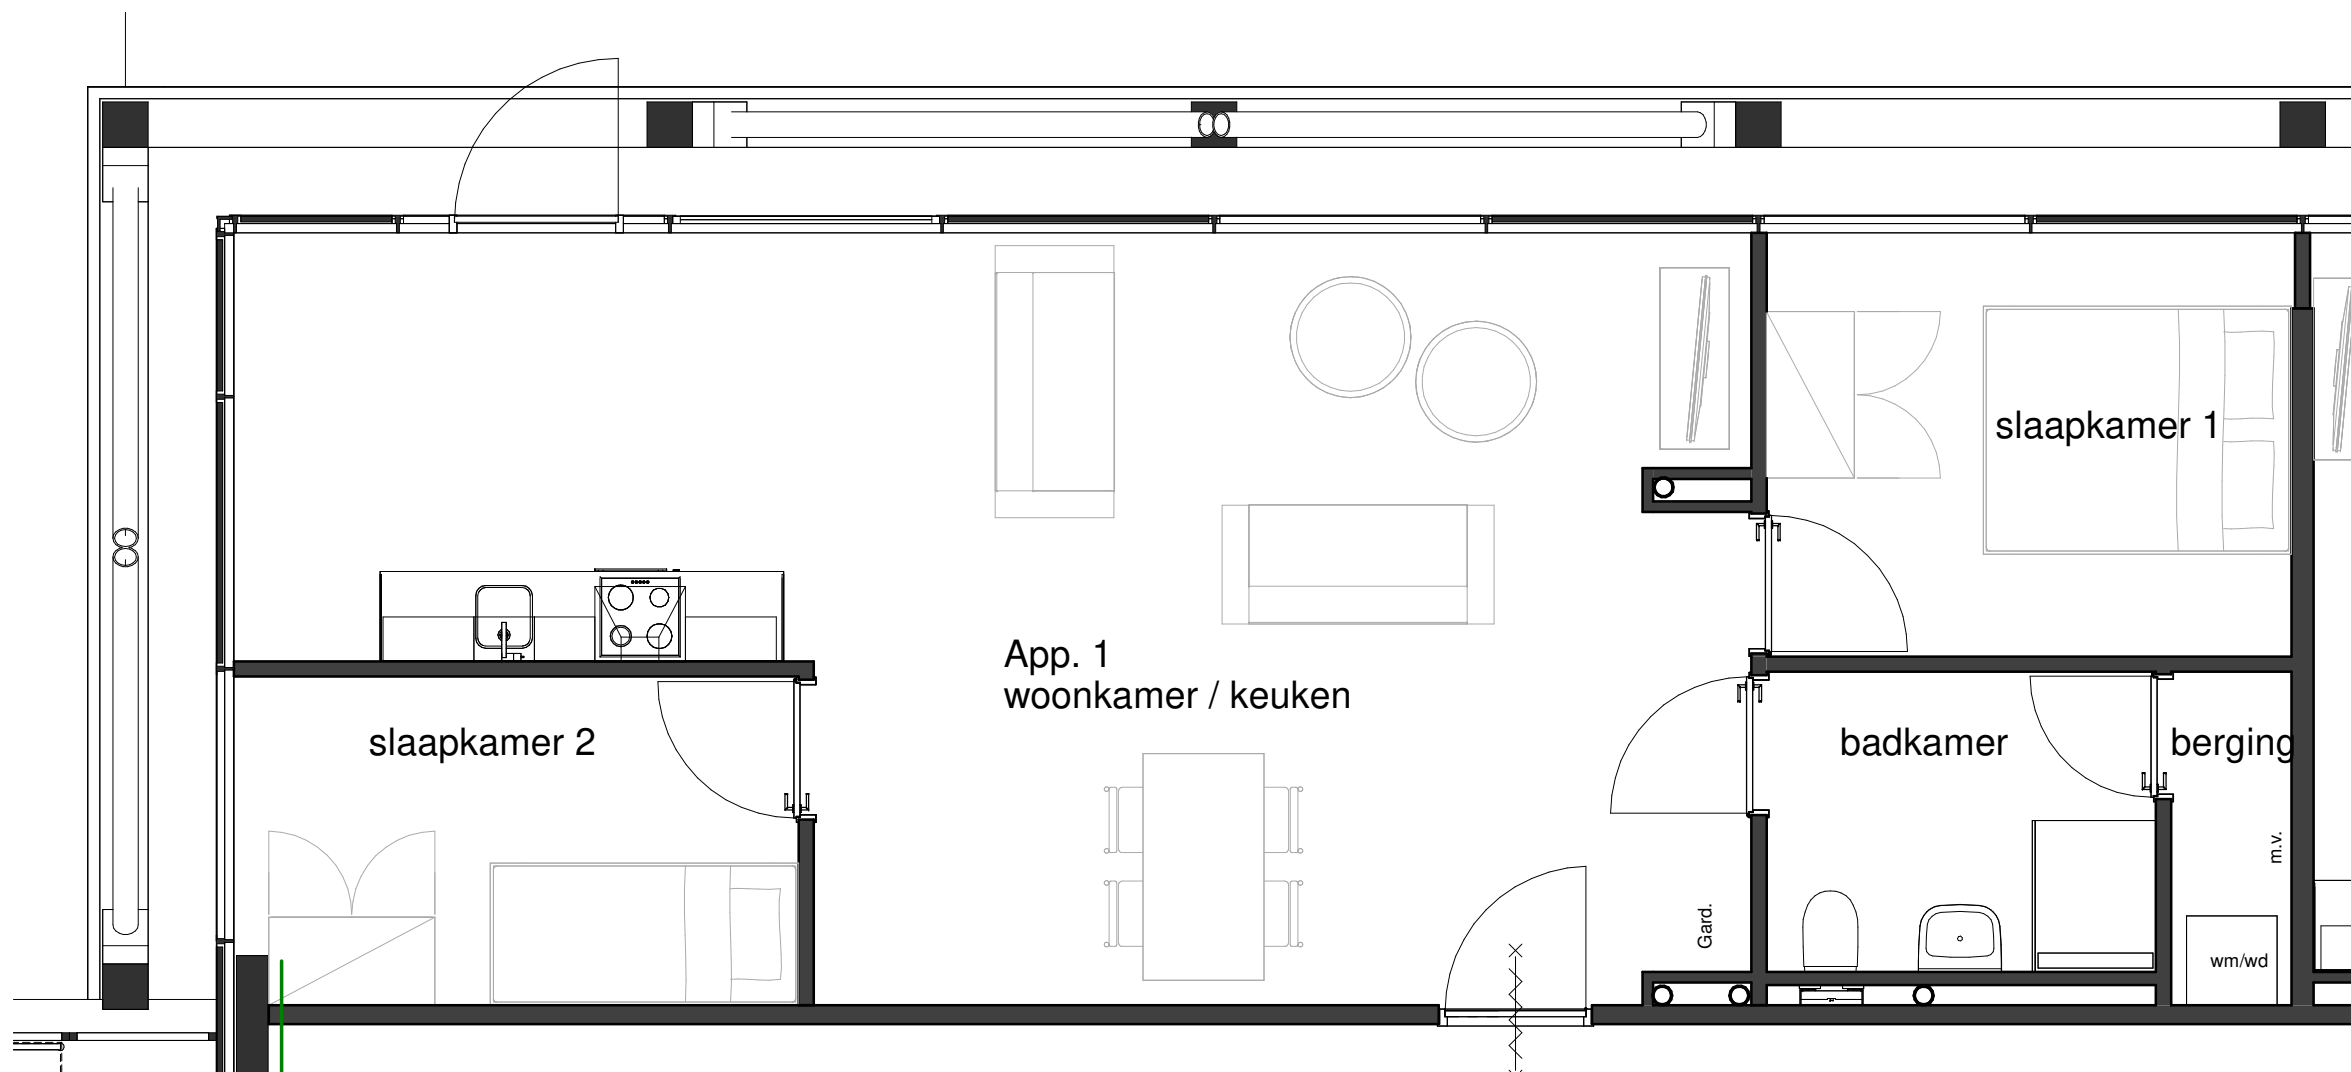 slaapkamer 1
App. 1
woonkamer / keuken
slaapkamer 2
badkamer
berging
m.v.
Gard.
wm/wd